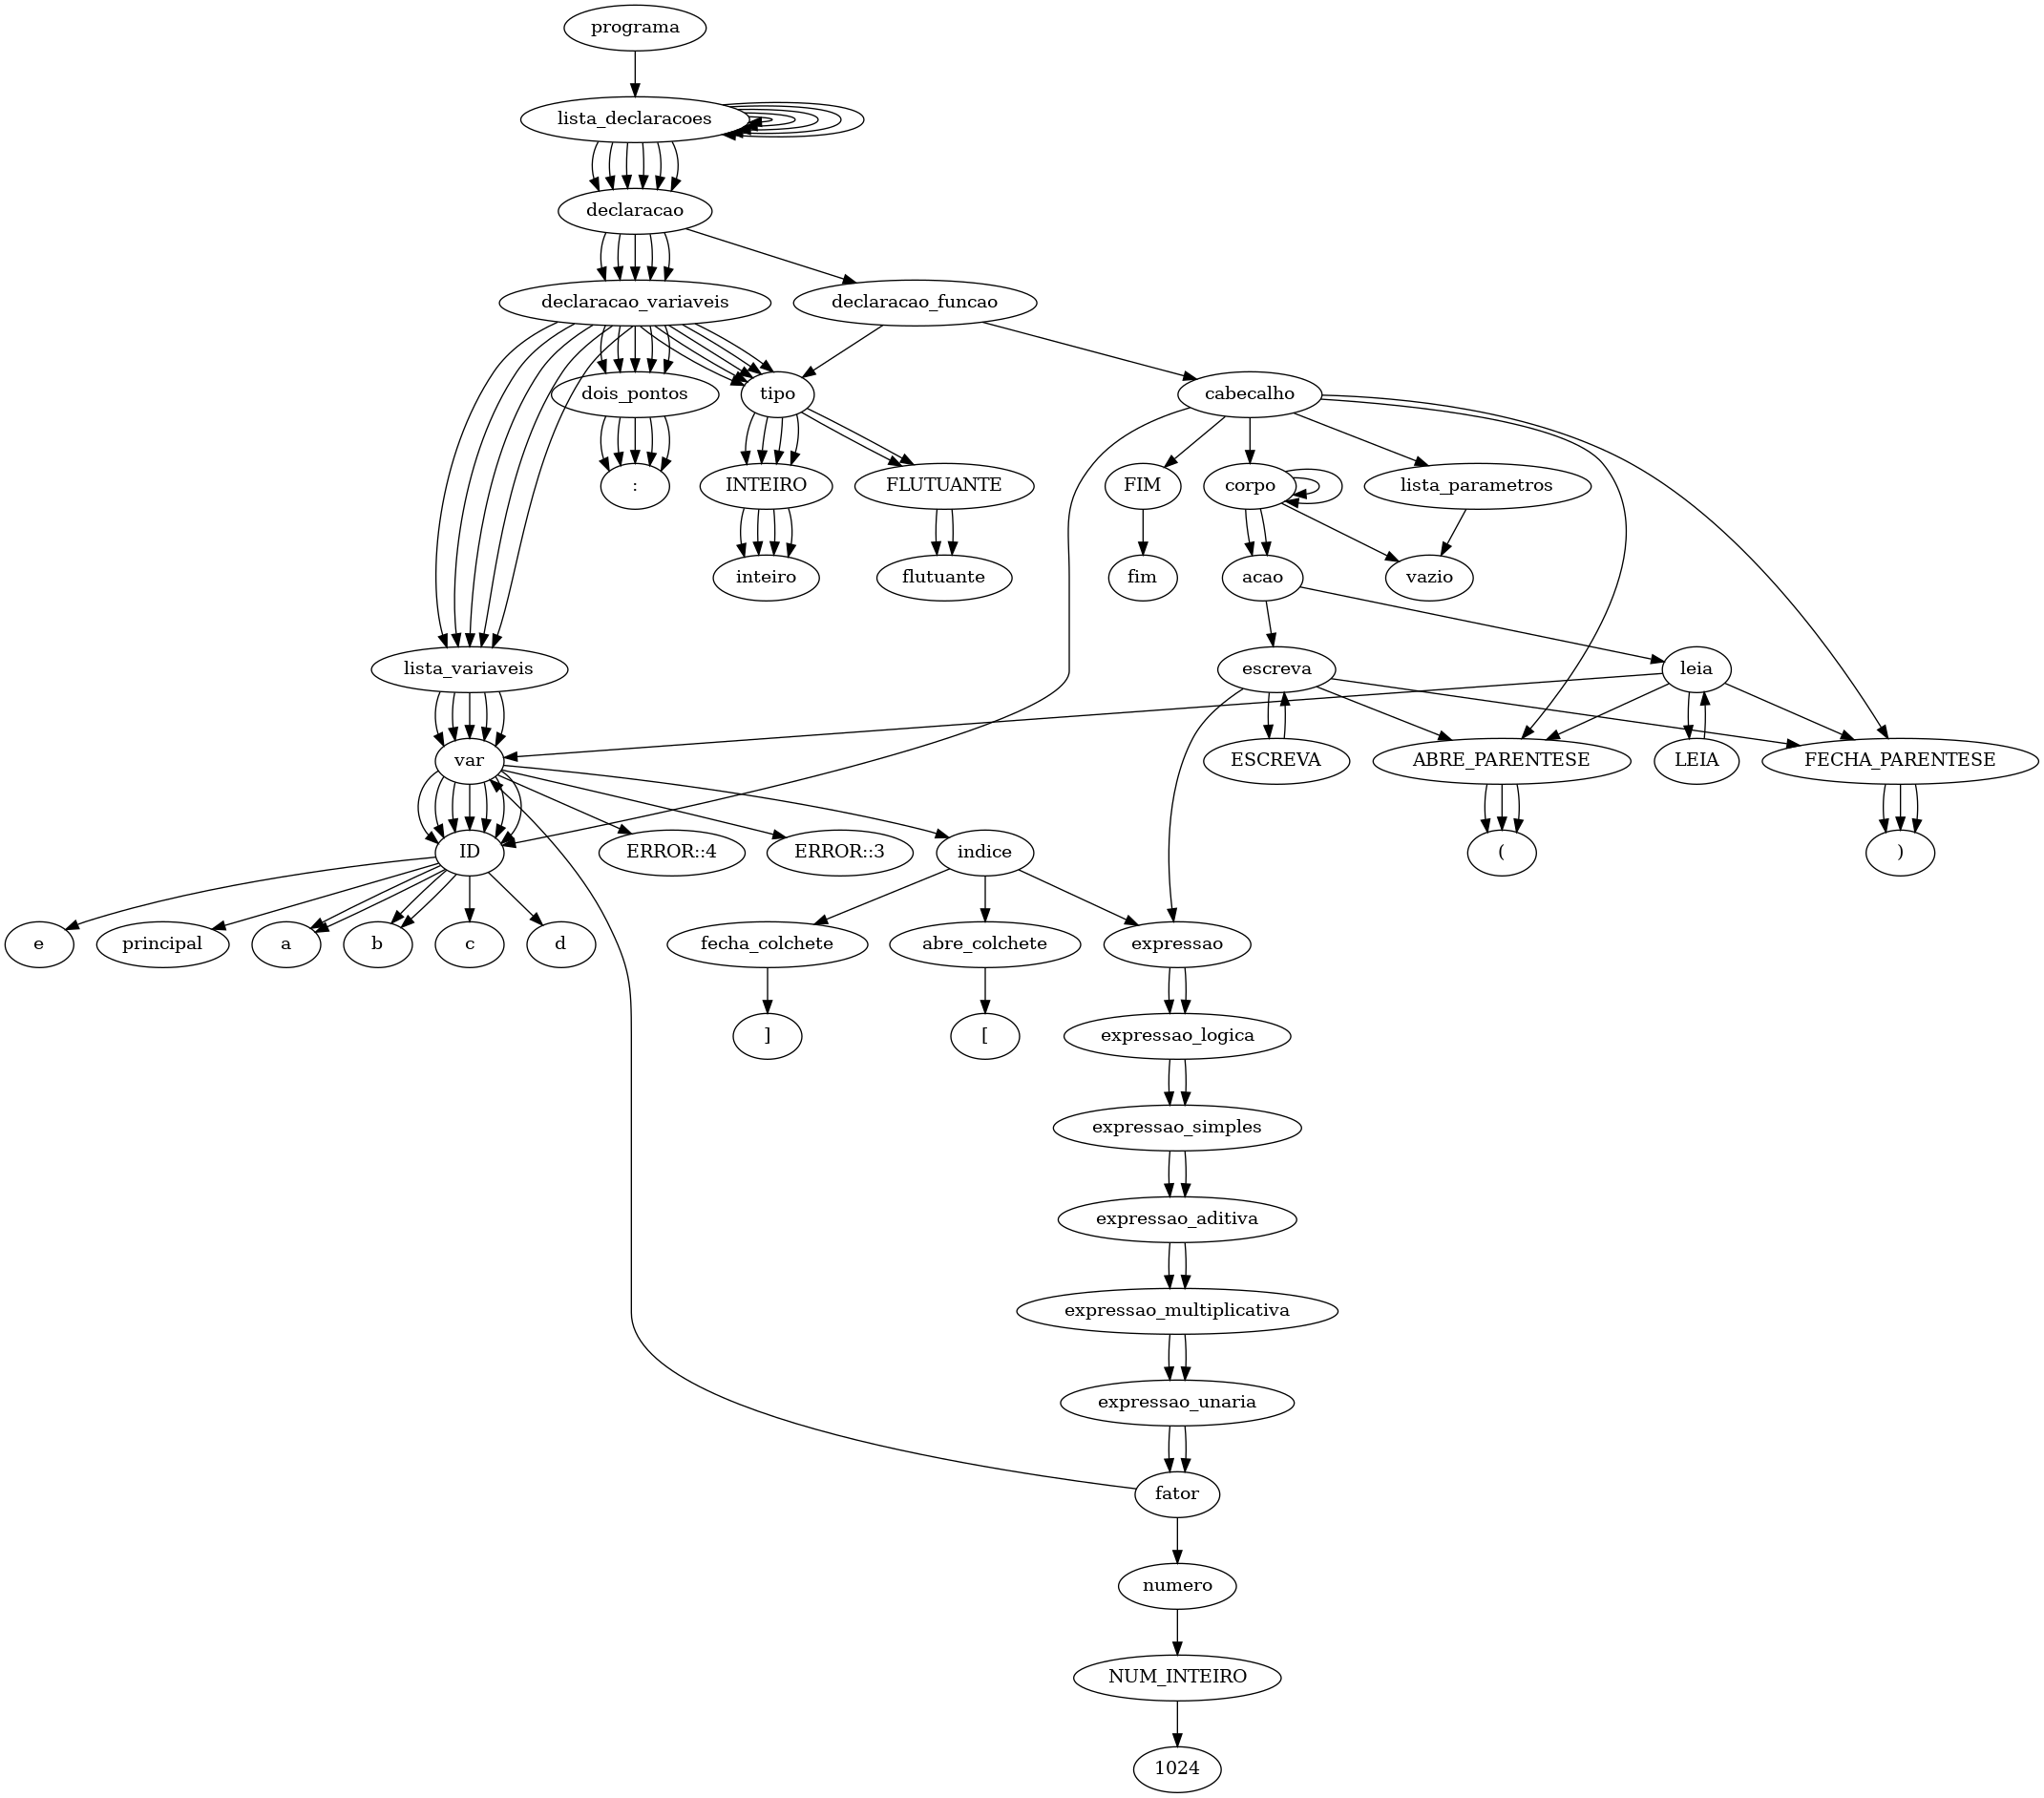 programa
lista_declaracoes
declaracao
declaracao_variaveis
declaracao_funcao
dois_pontos
tipo
cabecalho
:
INTEIRO
FLUTUANTE
FIM
corpo
lista_parametros
inteiro
flutuante
fim
acao
vazio
lista_variaveis
escreva
leia
var
ESCREVA
ABRE_PARENTESE
LEIA
FECHA_PARENTESE
ID
ERROR::4
ERROR::3
indice
(
)
e
principal
a
b
c
d
fecha_colchete
abre_colchete
expressao
]
[
expressao_logica
expressao_simples
expressao_aditiva
expressao_multiplicativa
expressao_unaria
fator
numero
NUM_INTEIRO
1024